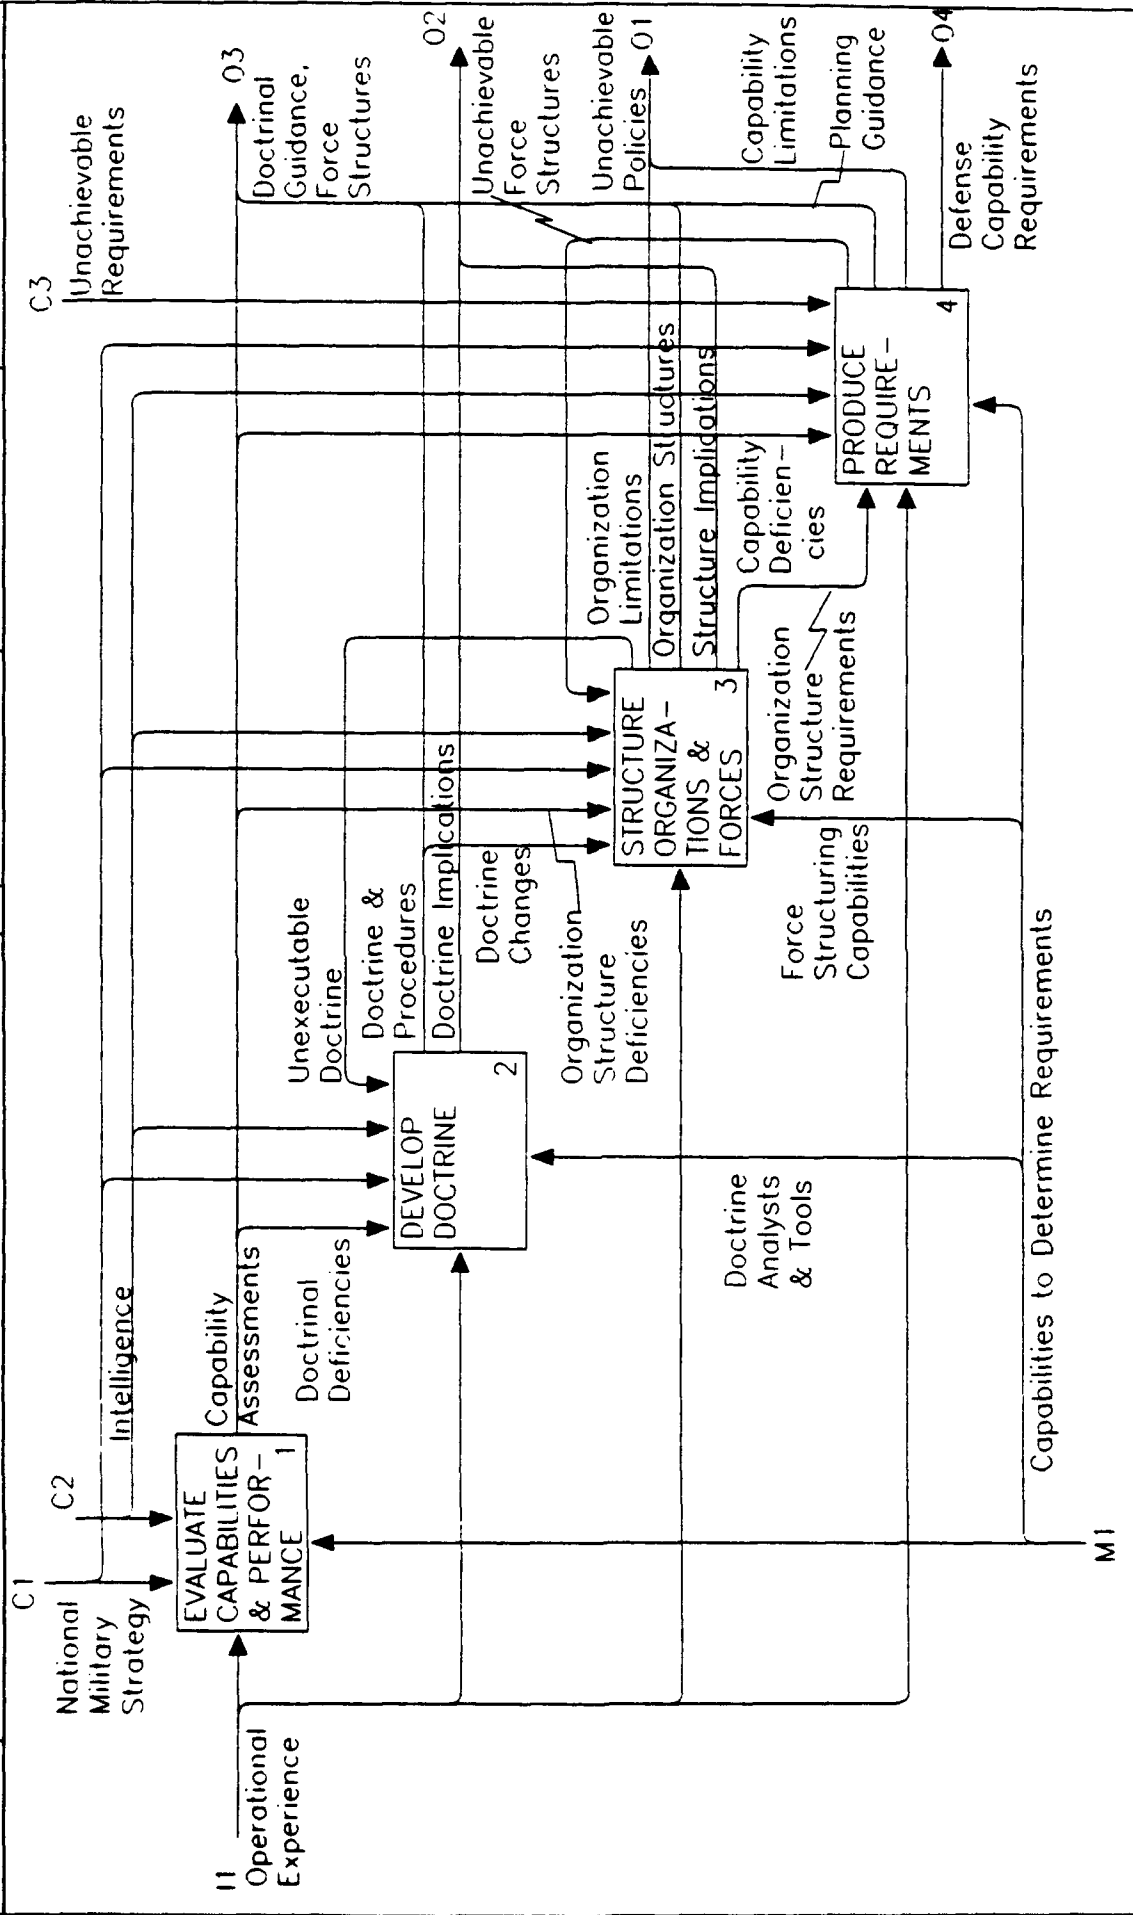 C1
National
Military
Strategy
C2
Intelligence
C3
Unachievable
Requirements
I1
Operational
Experience
EVALUATE
CAPABILITIES
& PERFOR-
MANCE
1
Capability
Assessments
Doctrinal
Deficiencies
O3
Doctrinal
Guidance,
Force
Structures
Unexecutable
Doctrine
DEVELOP
DOCTRINE
2
Doctrine &
Procedures
Doctrine Implications
Doctrine
Changes
O2
Unachievable
Force
Structures
Organization
Structure
Deficiencies
STRUCTURE
ORGANIZA-
TIONS &
FORCES
3
Organization
Limitations
Organization Structures
Structure Implications
Unachievable
Policies
O1
Capability
Limitations
Planning
Guidance
Capability
Deficien-
cies
Organization
Structure
Requirements
PRODUCE
REQUIRE-
MENTS
4
O4
Defense
Capability
Requirements
Doctrine
Analysts
& Tools
Force
Structuring
Capabilities
Capabilities to Determine Requirements
M1